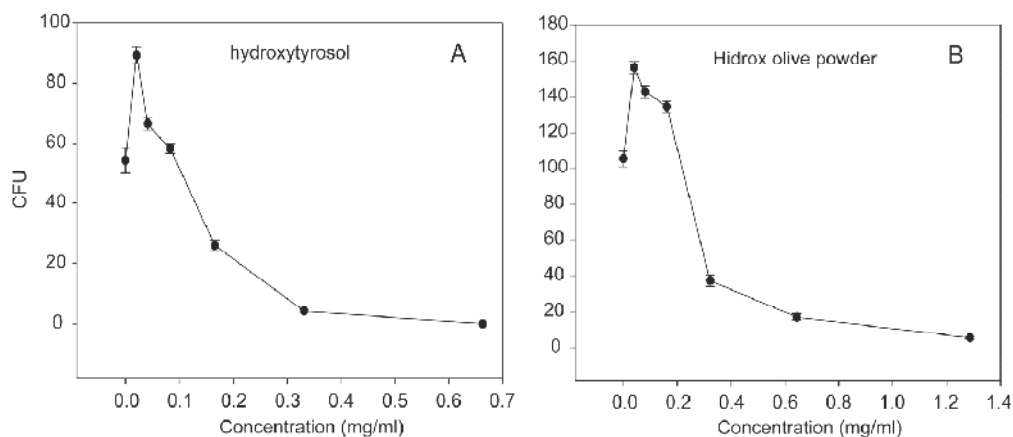 hydroxytyrosol
A
100
80
60
40
20
0
CFU
0.0 0.1 0.2 0.3 0.4 0.5 0.6 0.7
Concentration (mg/ml)
Hidrox olive powder
B
180
160
140
120
100
80
60
40
20
0
0.0 0.2 0.4 0.6 0.8 1.0 1.2 1.4
Concentration (mg/ml)